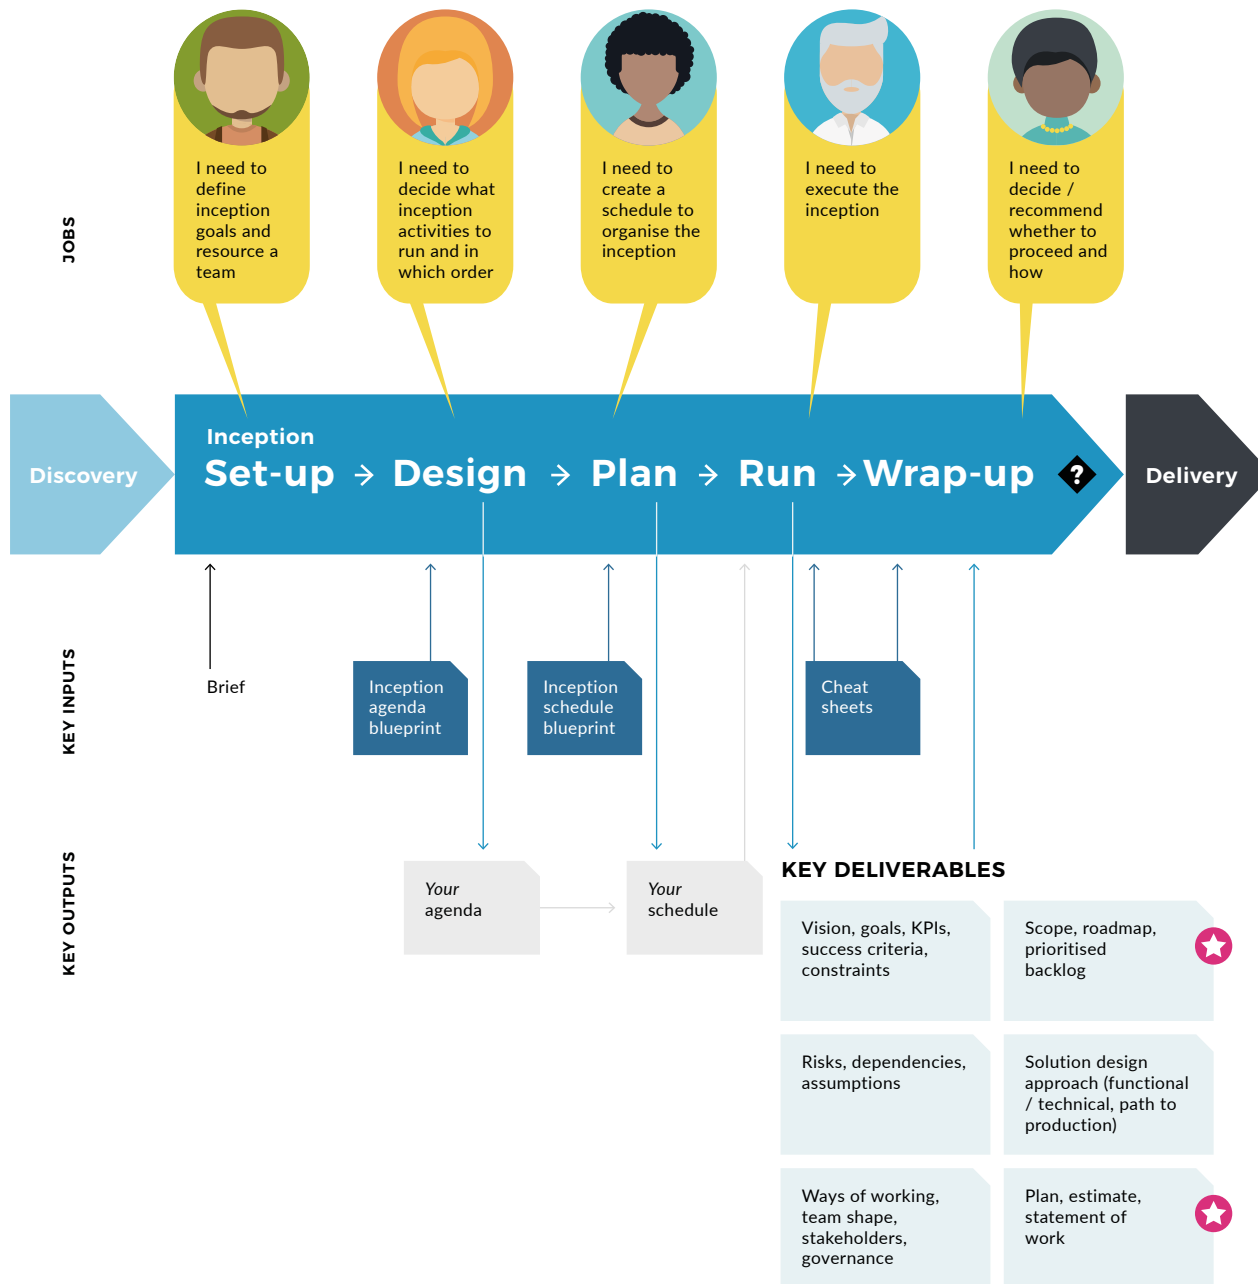 I need to
define
inception
goals and
resource a
team
I need to
decide what
inception
activities to
run and in
which order
I need to
create a
schedule to
organise the
inception
I need to
execute the
inception
I need to
decide /
recommend
whether to
proceed and
how
JOBS
Discovery
Inception
Set-up → Design → Plan → Run → Wrap-up ?
Delivery
KEY INPUTS
Brief
Inception
agenda
blueprint
Inception
schedule
blueprint
Cheat
sheets
KEY OUTPUTS
Your
agenda
Your
schedule
KEY DELIVERABLES
Vision, goals, KPIs,
success criteria,
constraints
Scope, roadmap,
prioritised
backlog
Risks, dependencies,
assumptions
Solution design
approach (functional
/ technical, path to
production)
Ways of working,
team shape,
stakeholders,
governance
Plan, estimate,
statement of
work